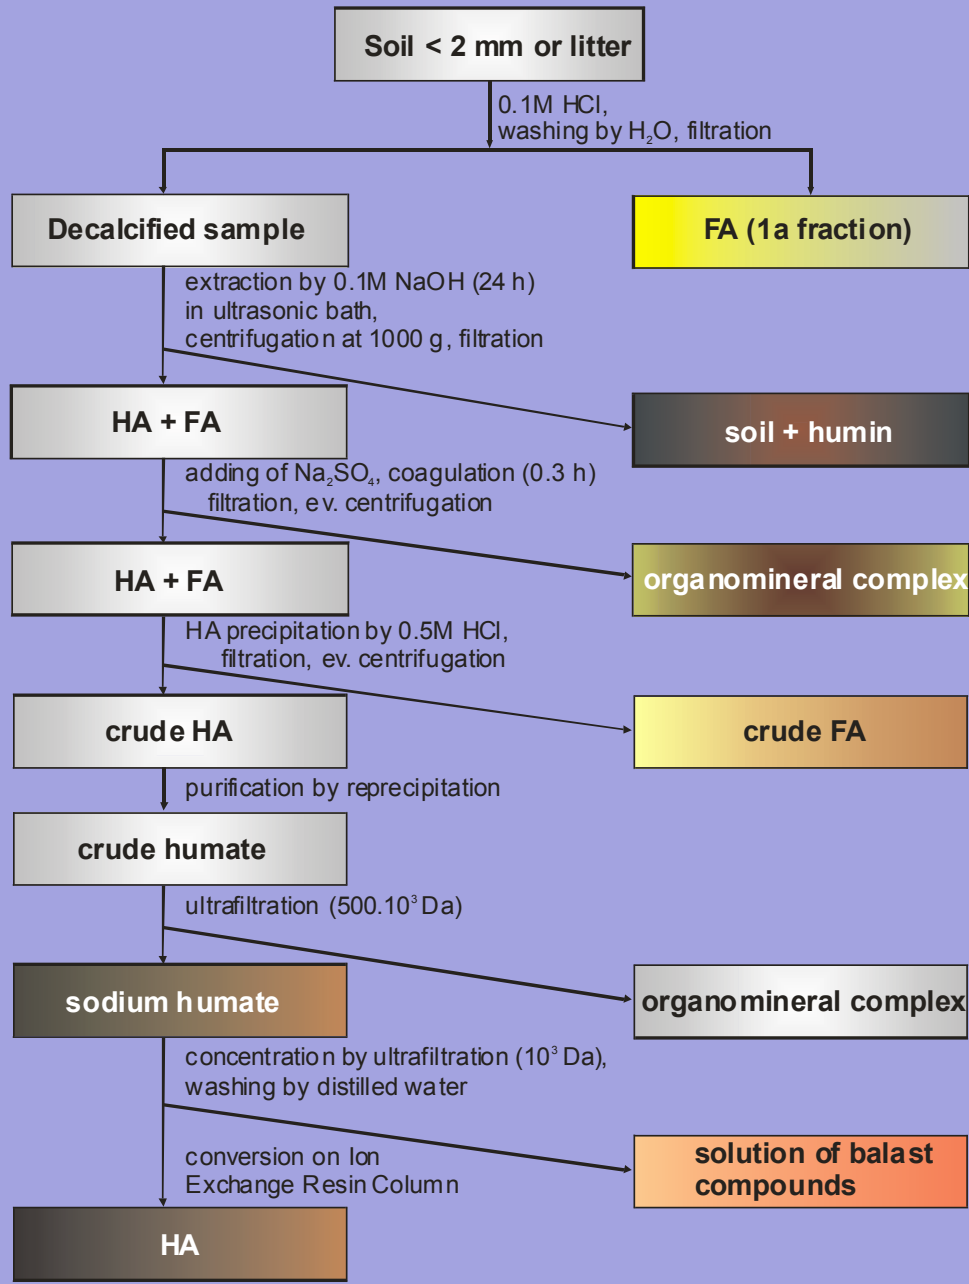 Soil < 2 mm or litter
0.1M HCl,
washing by H₂O, filtration
Decalcified sample
FA (1a fraction)
extraction by 0.1M NaOH (24 h)
in ultrasonic bath,
centrifugation at 1000 g, filtration
HA + FA
soil + humin
adding of Na₂SO₄, coagulation (0.3 h)
filtration, ev. centrifugation
HA + FA
organomineral complex
HA precipitation by 0.5M HCl,
filtration, ev. centrifugation
crude HA
crude FA
purification by reprecipitation
crude humate
ultrafiltration (500.10³ Da)
sodium humate
organomineral complex
concentration by ultrafiltration (10³ Da),
washing by distilled water
solution of balast
compounds
conversion on Ion
Exchange Resin Column
HA